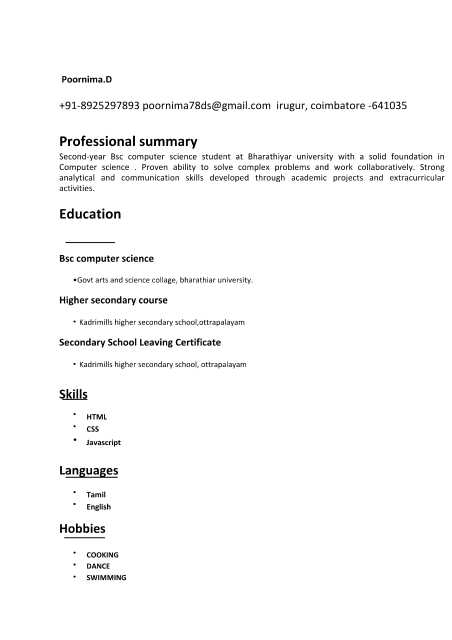 Poornima.D
+91-8925297893 poornima78ds@gmail.com irugur, coimbatore -641035
Professional summary
Second-year Bsc computer science student at Bharathiyar university with a solid foundation in
Computer science . Proven ability to solve complex problems and work collaboratively. Strong
analytical and communication skills developed through academic projects and extracurricular
activities.
Education
Bsc computer science
•Govt arts and science collage, bharathiar university.
Higher secondary course
• Kadrimills higher secondary school,ottrapalayam
Secondary School Leaving Certificate
• Kadrimills higher secondary school, ottrapalayam
Skills
• HTML
• CSS
• Javascript
Languages
• Tamil
• English
Hobbies
• COOKING
• DANCE
• SWIMMING